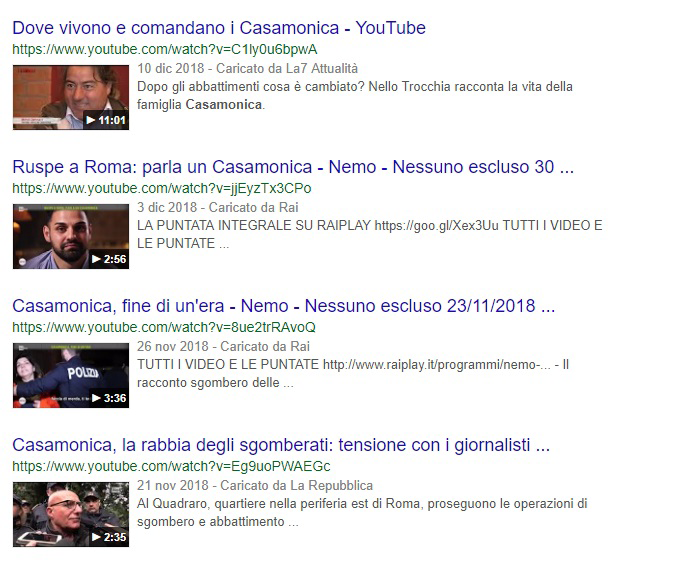 Dove vivono e comandano i Casamonica - YouTube
https://www.youtube.com/watch?v=C1ly0u6bpwA
10 dic 2018 - Caricato da La7 Attualità
Dopo gli abbattimenti cosa è cambiato? Nello Trocchia racconta la vita della
famiglia Casamonica.
11:01
Ruspe a Roma: parla un Casamonica - Nemo - Nessuno escluso 30 ...
https://www.youtube.com/watch?v=jjEyzTx3CPo
3 dic 2018 - Caricato da Rai
LA PUNTATA INTEGRALE SU RAIPLAY https://goo.gl/Xex3Uu TUTTI I VIDEO E
LE PUNTATE ...
2:56
Casamonica, fine di un'era - Nemo - Nessuno escluso 23/11/2018 ...
https://www.youtube.com/watch?v=8ue2trRAvoQ
26 nov 2018 - Caricato da Rai
TUTTI I VIDEO E LE PUNTATE http://www.raiplay.it/programmi/nemo-... - Il
racconto sgombero delle ...
POLIZIA
3:36
Casamonica, la rabbia degli sgomberati: tensione con i giornalisti ...
https://www.youtube.com/watch?v=Eg9uoPWAEGc
21 nov 2018 - Caricato da La Repubblica
Al Quadraro, quartiere nella periferia est di Roma, proseguono le operazioni di
sgombero e abbattimento ...
2:35